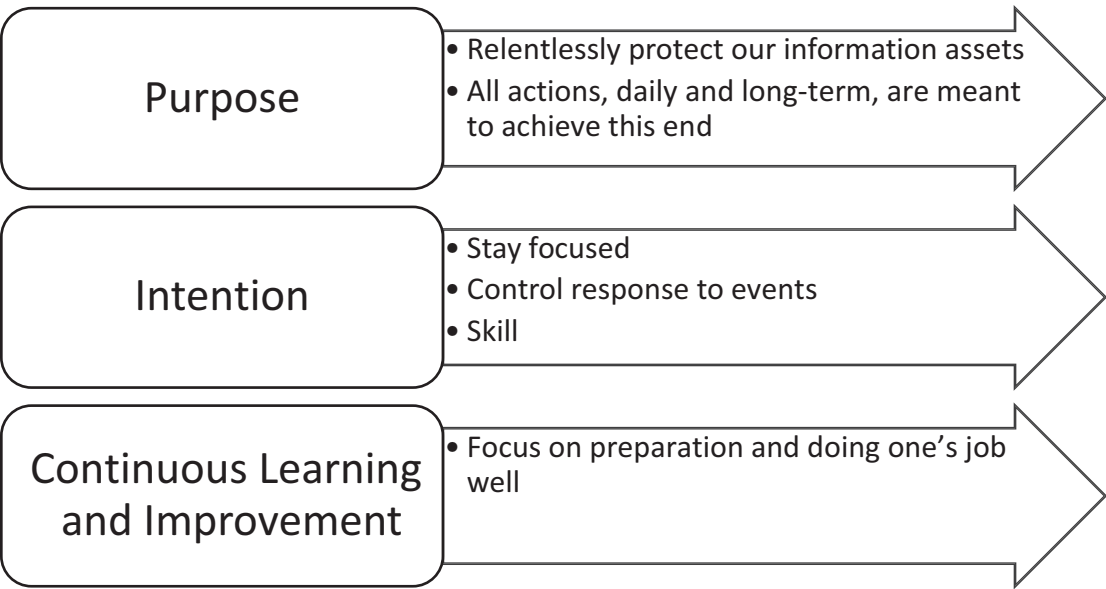 Purpose
• Relentlessly protect our information assets
• All actions, daily and long-term, are meant
to achieve this end
Intention
• Stay focused
• Control response to events
• Skill
Continuous Learning
and Improvement
• Focus on preparation and doing one’s job
well